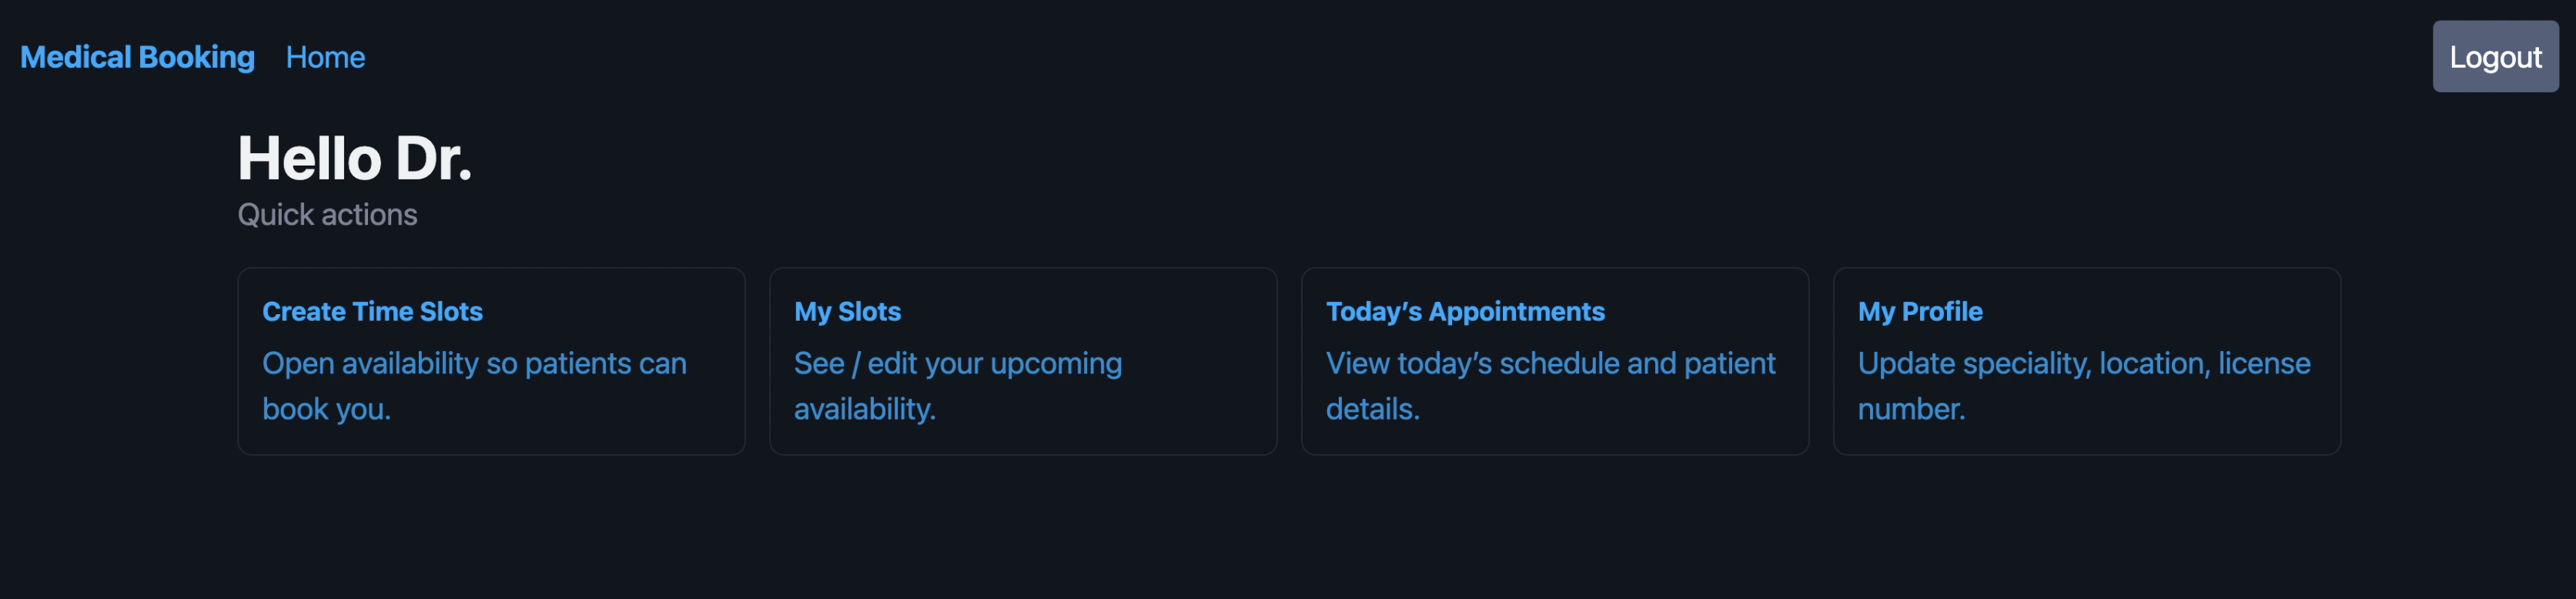 Medical Booking Home Logout
Hello Dr.
Quick actions
Create Time Slots
Open availability so patients can
book you.
My Slots
See / edit your upcoming
availability.
Today’s Appointments
View today’s schedule and patient
details.
My Profile
Update speciality, location, license
number.